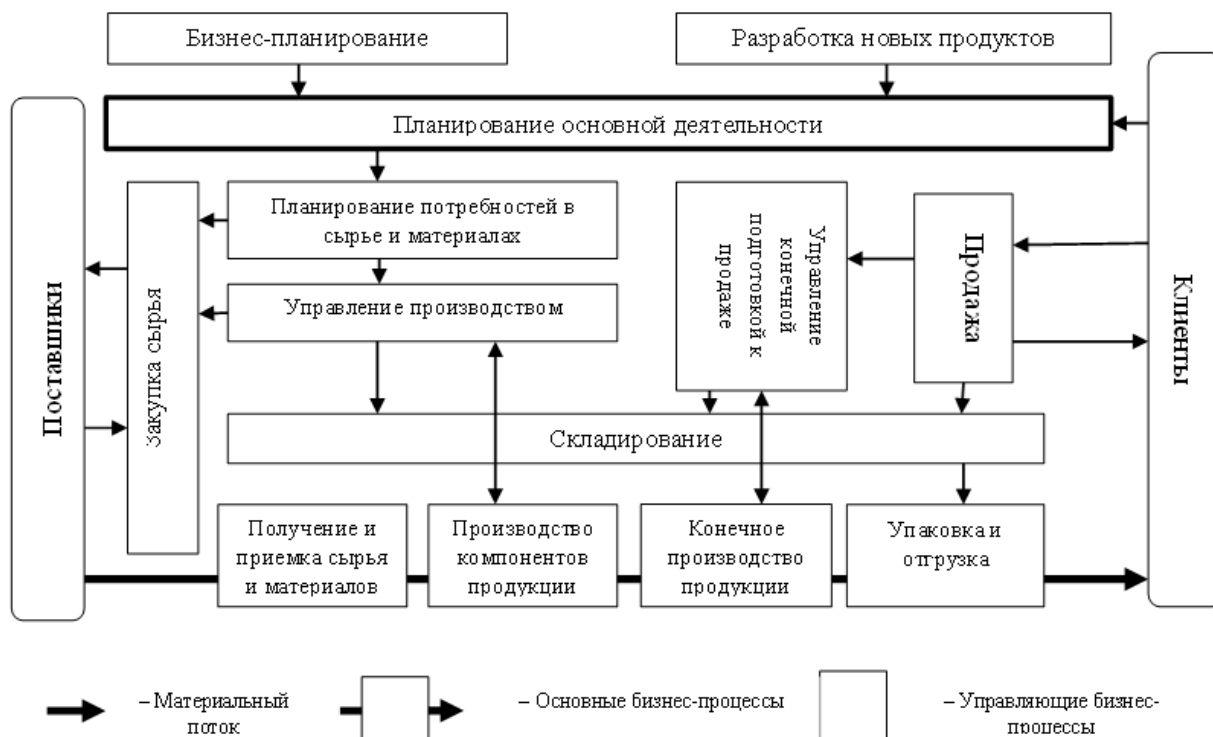 Бизнес-планирование
Разработка новых продуктов
Планирование основной деятельности
Поставшики
Закупка сырья
Планирование потребностей в
сырье и материалах
Управление производством
Управление
конечной
подготовкой к
продаже
Продажа
Клиенты
Складирование
Получение и
приемка сырья
и материалов
Производство
компонентов
продукции
Конечное
производство
продукции
Упаковка и
отгрузка
– Материальный
поток
– Основные бизнес-процессы
– Управляющие бизнес-
процессы